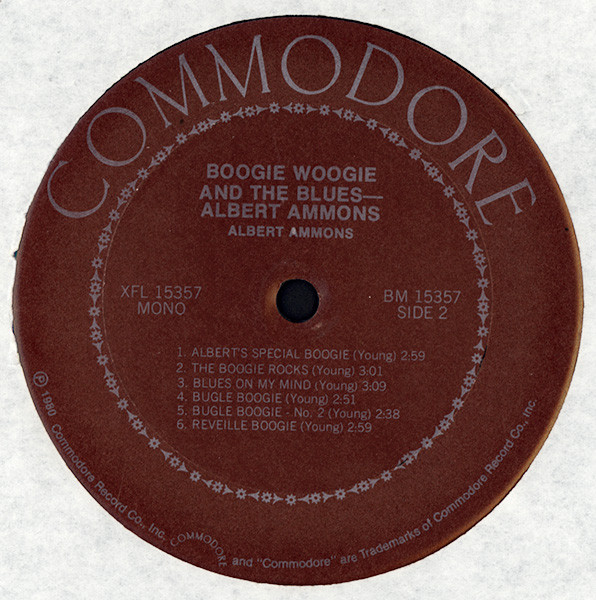 COMMODORE
BOOGIE WOOGIE
AND THE BLUES—
ALBERT AMMONS
ALBERT AMMONS
XFL 15357
MONO
BM 15357
SIDE 2
1. ALBERT'S SPECIAL BOOGIE (Young) 2:59
2. THE BOOGIE ROCKS (Young) 3:01
3. BLUES ON MY MIND (Young) 3:09
4. BUGLE BOOGIE (Young) 2:51
5. BUGLE BOOGIE - No. 2 (Young) 2:38
6. REVEILLE BOOGIE (Young) 2:59
Ⓟ 1980 Commodore Record Co., Inc. COMMODORE and "Commodore" are Trademarks of Commodore Record Co., Inc.